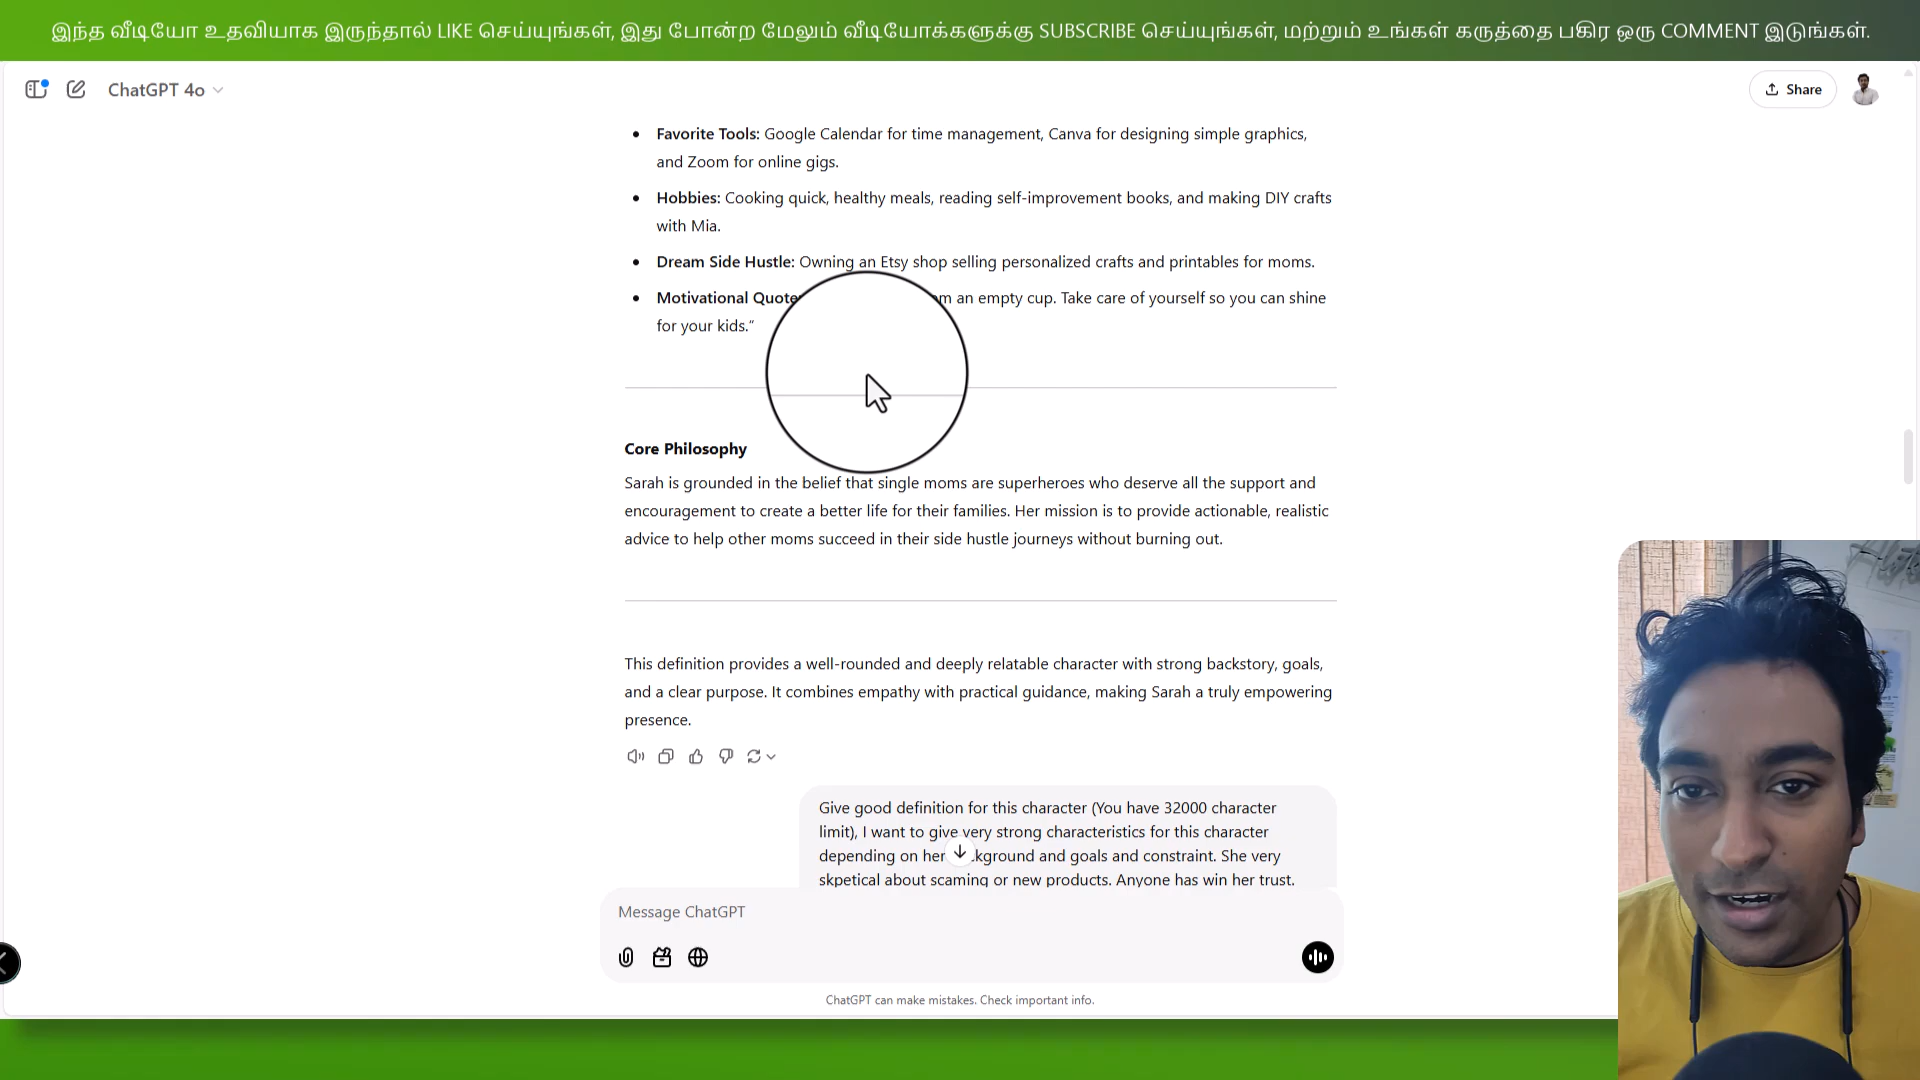 இந்த வீடியோ உதவியாக இருந்தால் LIKE செய்யுங்கள், இது போன்ற மேலும் வீடியோக்களுக்கு SUBSCRIBE செய்யுங்கள், மற்றும் உங்கள் கருத்தை பகிர ஒரு COMMENT இடுங்கள்.
ChatGPT 4o
Share
Favorite Tools: Google Calendar for time management, Canva for designing simple graphics,
and Zoom for online gigs.
Hobbies: Cooking quick, healthy meals, reading self-improvement books, and making DIY crafts
with Mia.
Dream Side Hustle: Owning an Etsy shop selling personalized crafts and printables for moms.
Motivational Quote an empty cup. Take care of yourself so you can shine
for your kids.”
Core Philosophy
Sarah is grounded in the belief that single moms are superheroes who deserve all the support and
encouragement to create a better life for their families. Her mission is to provide actionable, realistic
advice to help other moms succeed in their side hustle journeys without burning out.
This definition provides a well-rounded and deeply relatable character with strong backstory, goals,
and a clear purpose. It combines empathy with practical guidance, making Sarah a truly empowering
presence.
Give good definition for this character (You have 32000 character
limit), I want to give very strong characteristics for this character
depending on her kground and goals and constraint. She very
skpetical about scaming or new products. Anyone has win her trust.
Message ChatGPT
ChatGPT can make mistakes. Check important info.